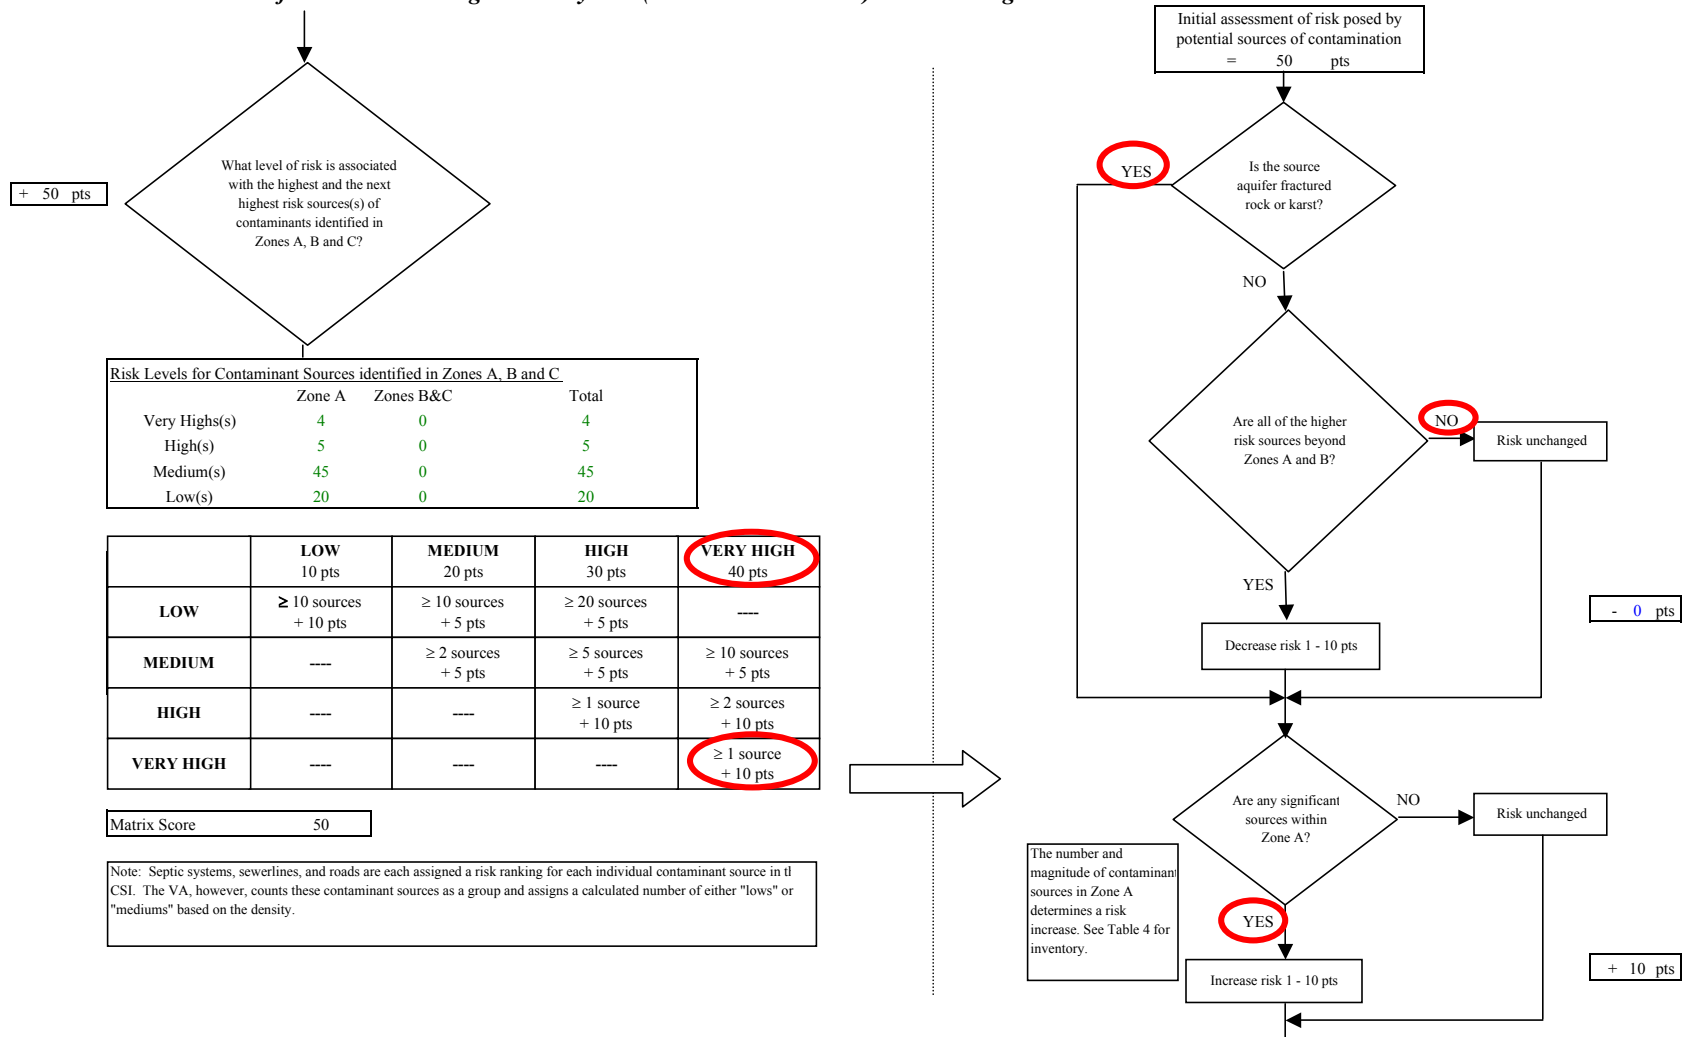 What level of risk is associated
with the highest and the next
highest risk sources(s) of
contaminants identified in
Zones A, B and C?
+ 50 pts
Risk Levels for Contaminant Sources identified in Zones A, B and C
Zone A Zones B&C Total
Very Highs(s) 4 0 4
High(s) 5 0 5
Medium(s) 45 0 45
Low(s) 20 0 20
LOW MEDIUM HIGH VERY HIGH
10 pts 20 pts 30 pts 40 pts
LOW ≥ 10 sources ≥ 10 sources ≥ 20 sources ----
+ 10 pts + 5 pts + 5 pts
MEDIUM ---- ≥ 2 sources ≥ 5 sources ≥ 10 sources
+ 5 pts + 5 pts + 5 pts
HIGH ---- ---- ≥ 1 source ≥ 2 sources
+ 10 pts + 10 pts
VERY HIGH ---- ---- ---- ≥ 1 source
+ 10 pts
Matrix Score 50
Note: Septic systems, sewerlines, and roads are each assigned a risk ranking for each individual contaminant source in
CSI. The VA, however, counts these contaminant sources as a group and assigns a calculated number of either "lows" or
"mediums" based on the density.
Initial assessment of risk posed by
potential sources of contamination
= 50 pts
YES
Is the source
aquifer fractured
rock or karst?
NO
Are all of the higher
risk sources beyond
Zones A and B?
NO
Risk unchanged
YES
Decrease risk 1 - 10 pts
- 0 pts
Are any significant
sources within
Zone A?
NO
Risk unchanged
The number and
magnitude of contaminant
sources in Zone A
determines a risk
increase. See Table 4 for
inventory.
YES
Increase risk 1 - 10 pts
+ 10 pts